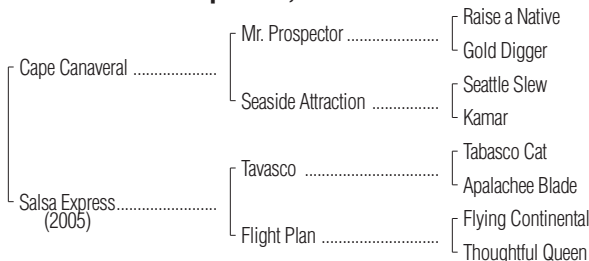 Raise a Native
Mr. Prospector ....................
Gold Digger
Cape Canaveral ..................
Seattle Slew
Seaside Attraction ..............
Kamar
Tabasco Cat
Tavasco ............................
Apalachee Blade
Salsa Express.....................
(2005)
Flying Continental
Flight Plan .........................
Thoughtful Queen